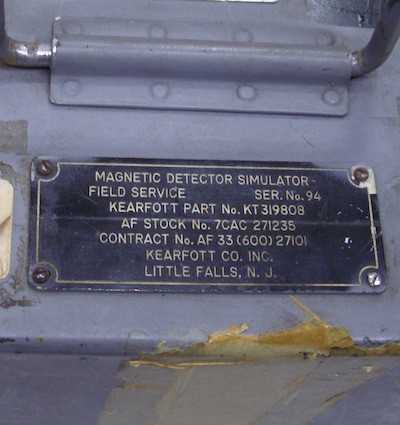 MAGNETIC DETECTOR SIMULATOR-
FIELD SERVICE SER. No. 94
KEARFOTT PART No. KT319808
AF STOCK No. 7CAC 271235
CONTRACT No. AF 33(600) 27101
KEARFOTT CO. INC.
LITTLE FALLS, N. J.